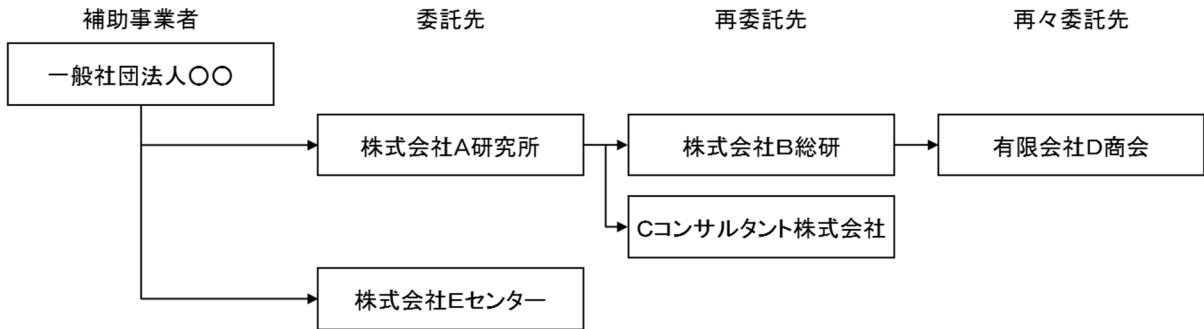 補助事業者
委託先
再委託先
再々委託先
一般社団法人〇〇
株式会社A研究所
株式会社B総研
有限会社D商会
Cコンサルタント株式会社
株式会社Eセンター